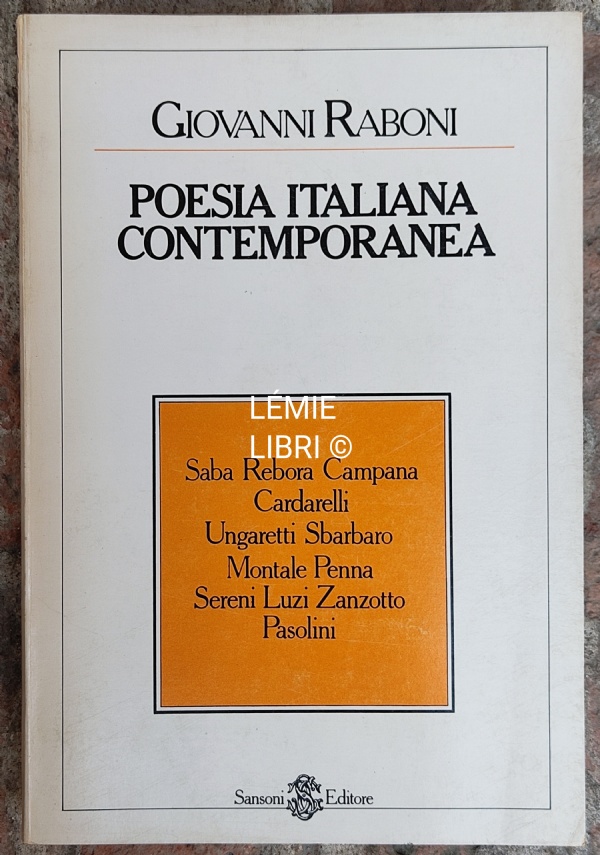 GIOVANNI RABONI
POESIA ITALIANA
CONTEMPORANEA
LÉMIE
LIBRI ©
Saba Rebora Campana
Cardarelli
Ungaretti Sbarbaro
Montale Penna
Sereni Luzi Zanzotto
Pasolini
Sansoni Editore